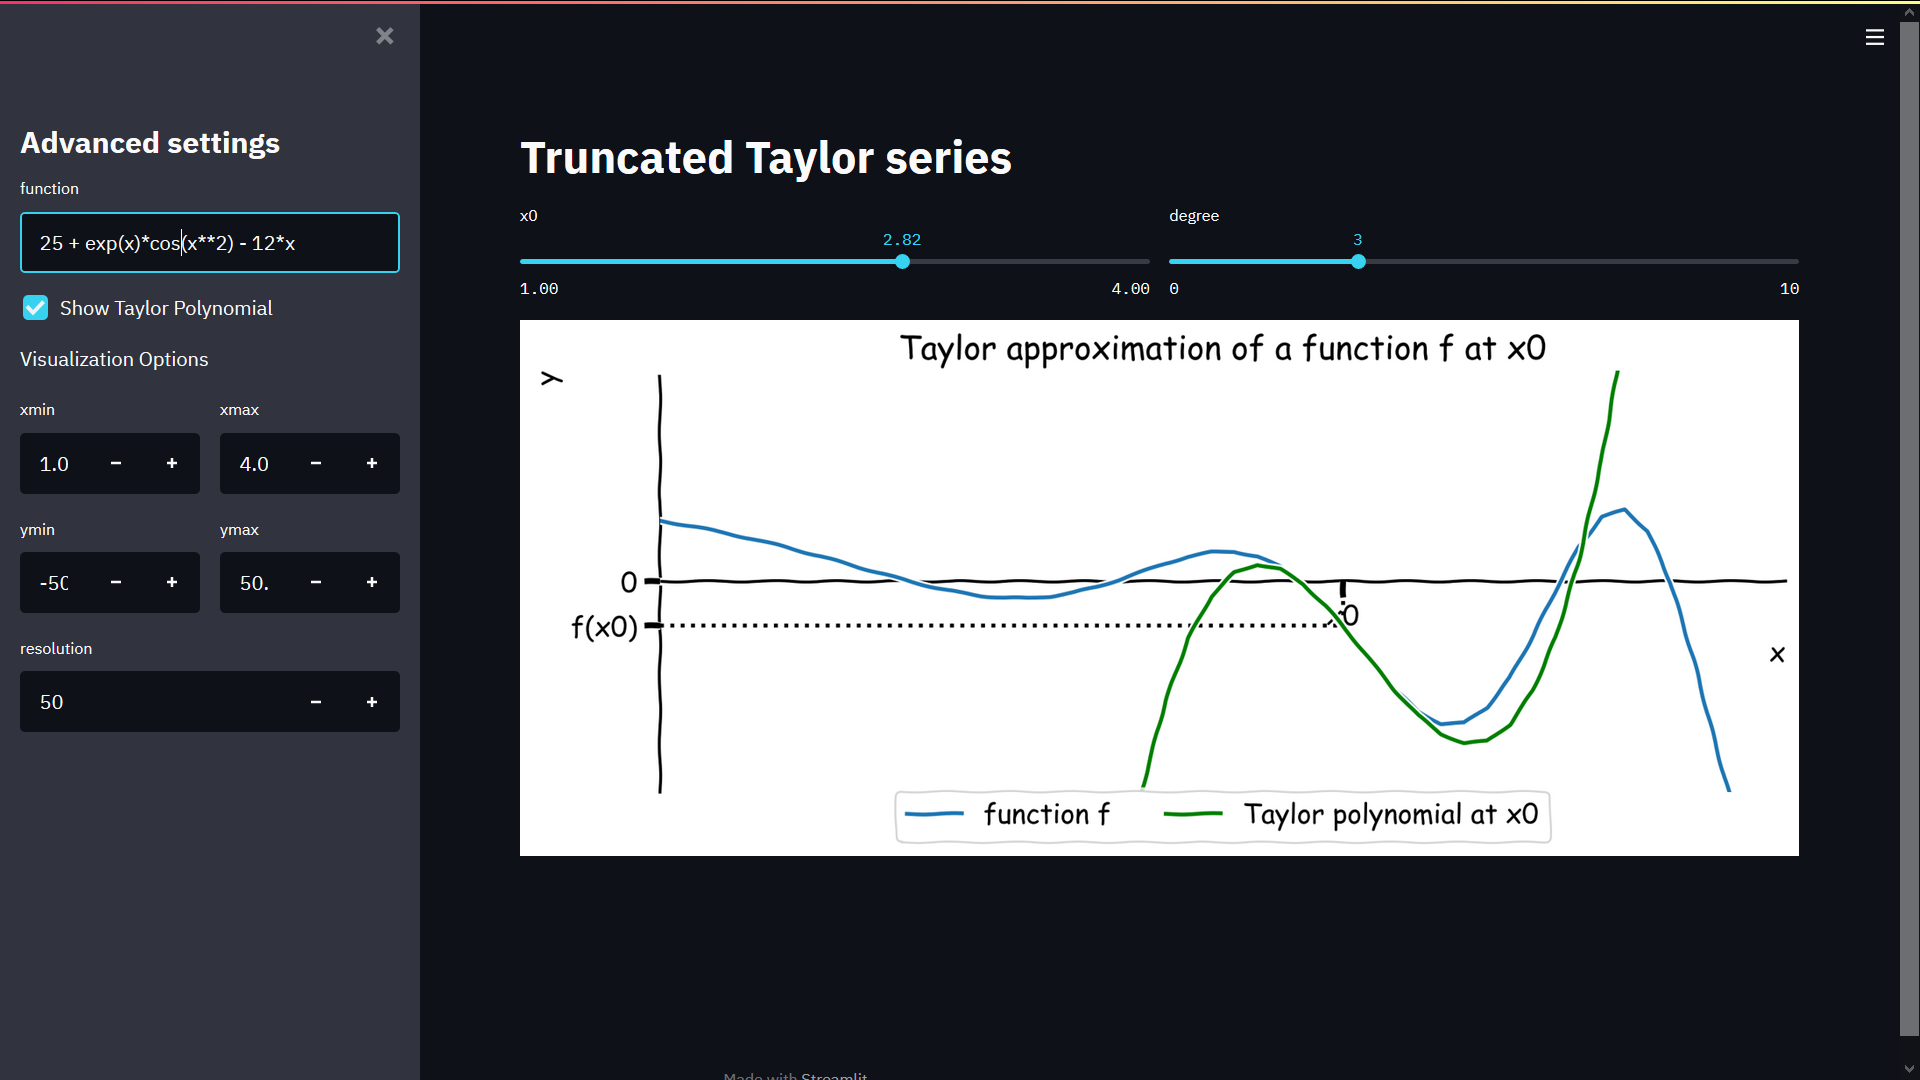 Advanced settings
function
25 + exp(x)*cos(x**2) - 12*x
Show Taylor Polynomial
Visualization Options
xmin
xmax
1.0
4.0
ymin
ymax
-50
50.
resolution
50
Truncated Taylor series
x0
degree
2.82
3
1.00
4.00
0
10
Taylor approximation of a function f at x0
y
0
f(x0)
x
function f
Taylor polynomial at x0
Made with Streamlit